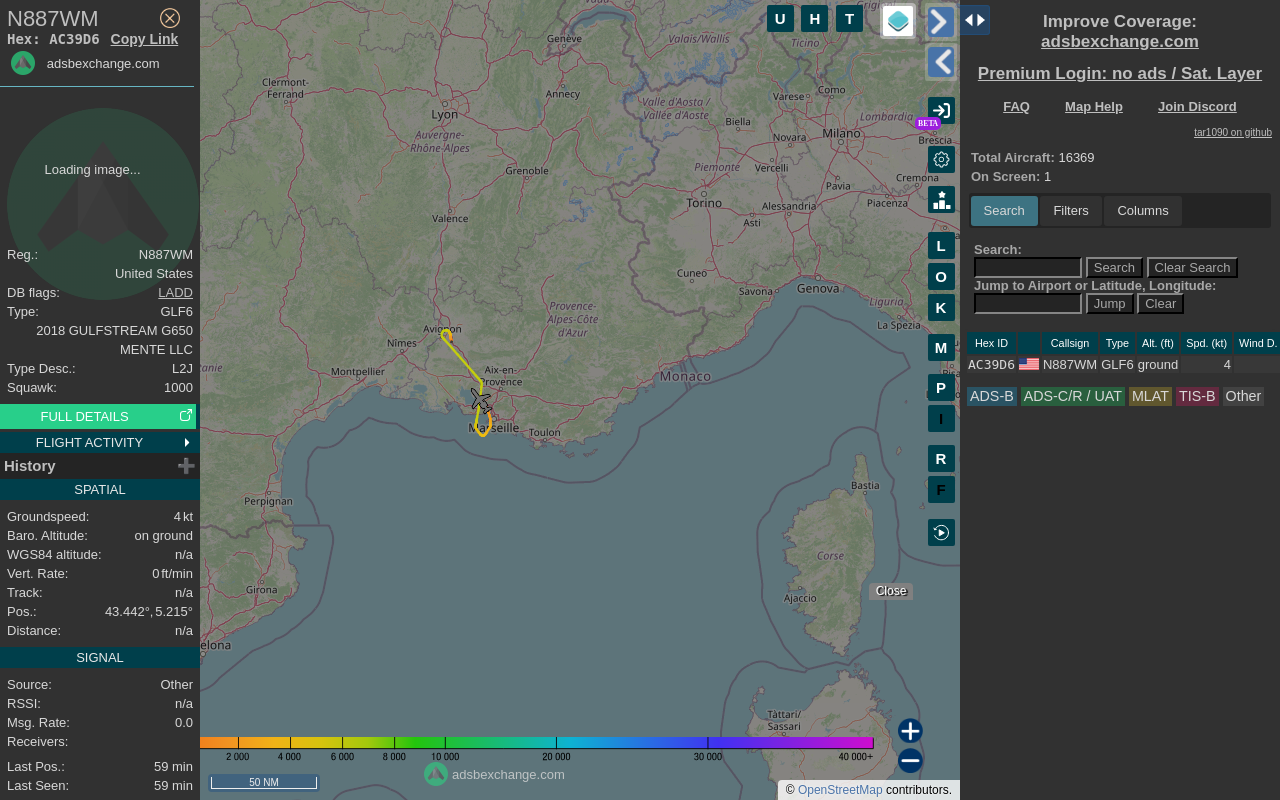 N887WM
Hex: AC39D6 Copy Link
adsbexchange.com
Loading image...
Reg.: N887WM
United States
DB flags: LADD
Type: GLF6
2018 GULFSTREAM G650
MENTE LLC
Type Desc.: L2J
Squawk: 1000
FULL DETAILS
FLIGHT ACTIVITY
History
SPATIAL
Groundspeed: 4 kt
Baro. Altitude: on ground
WGS84 altitude: n/a
Vert. Rate: 0 ft/min
Track: n/a
Pos.: 43.442°, 5.215°
Distance: n/a
SIGNAL
Source: Other
RSSI: n/a
Msg. Rate: 0.0
Receivers:
Last Pos.: 59 min
Last Seen: 59 min
U H T
Genève
Valais/Wallis
Ticino
Clermont-
Ferrand
Annecy
Lyon
Valle d'Aosta /
Vallée d'Aoste
Varese
Como
Biella
Lombardia
BETA
Auvergne-
Rhône-Alpes
Novara
Milano
Brescia
Grenoble
Piemonte
Vercelli
Cremona
Pavia
Torino
Alessandria
Piacenza
Valence
Asti
Cuneo
Savona
Genova
Liguria
La Spezia
Provence-
Alpes-Côte
d'Azur
Avignon
Nîmes
Montpellier
Aix-en-
Provence
Monaco
Marseille
Toulon
Perpignan
Bastia
Corse
Ajaccio
Girona
elona
Tàttari/
Sassari
L
O
K
M
P
I
R
F
Close
2 000 4 000 6 000 8 000 10 000 20 000 30 000 40 000+
50 NM
adsbexchange.com
© OpenStreetMap contributors.
Improve Coverage:
adsbexchange.com
Premium Login: no ads / Sat. Layer
FAQ Map Help Join Discord
tar1090 on github
Total Aircraft: 16369
On Screen: 1
Search Filters Columns
Search:
Search Clear Search
Jump to Airport or Latitude, Longitude:
Jump Clear
Hex ID Callsign Type Alt. (ft) Spd. (kt) Wind D.
AC39D6 N887WM GLF6 ground 4
ADS-B ADS-C/R / UAT MLAT TIS-B Other